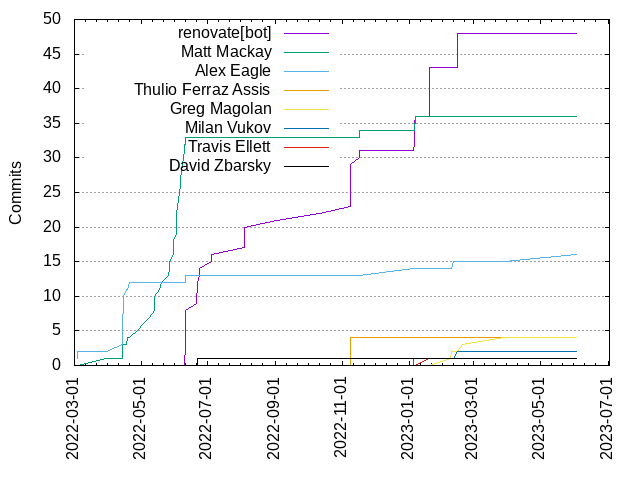 50
45
40
35
30
25
20
15
10
5
0
Commits
renovate[bot]
Matt Mackay
Alex Eagle
Thulio Ferraz Assis
Greg Magolan
Milan Vukov
Travis Ellett
David Zbarsky
2022-03-01
2022-05-01
2022-07-01
2022-09-01
2022-11-01
2023-01-01
2023-03-01
2023-05-01
2023-07-01